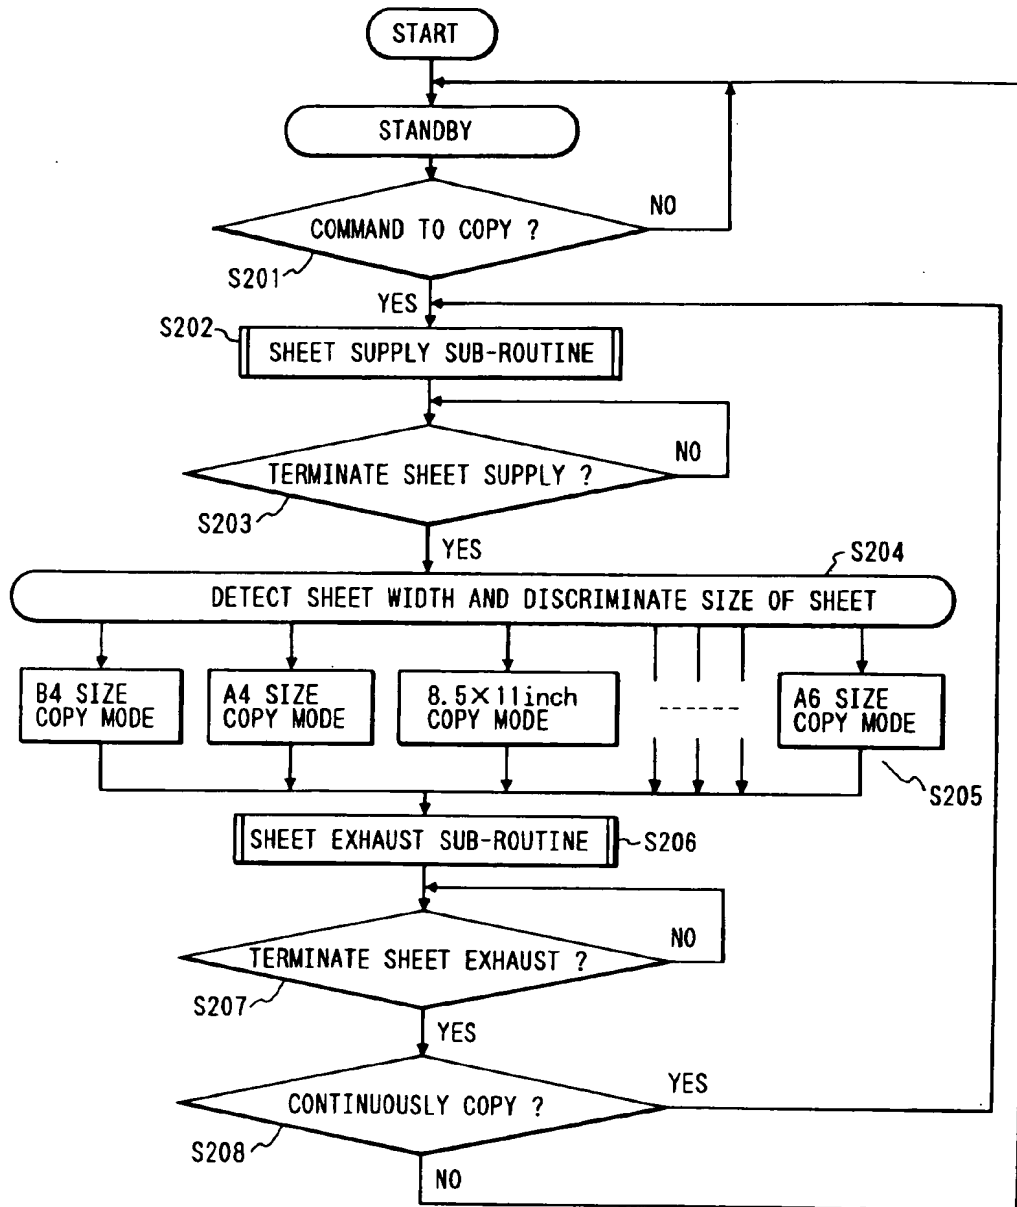 START
STANDBY
COMMAND TO COPY ?
NO
S201
YES
S202
SHEET SUPPLY SUB-ROUTINE
NO
TERMINATE SHEET SUPPLY ?
S203
YES
S204
DETECT SHEET WIDTH AND DISCRIMINATE SIZE OF SHEET
B4 SIZE
COPY MODE
A4 SIZE
COPY MODE
8.5×11inch
COPY MODE
A6 SIZE
COPY MODE
S205
SHEET EXHAUST SUB-ROUTINE
S206
NO
TERMINATE SHEET EXHAUST ?
S207
YES
YES
CONTINUOUSLY COPY ?
S208
NO